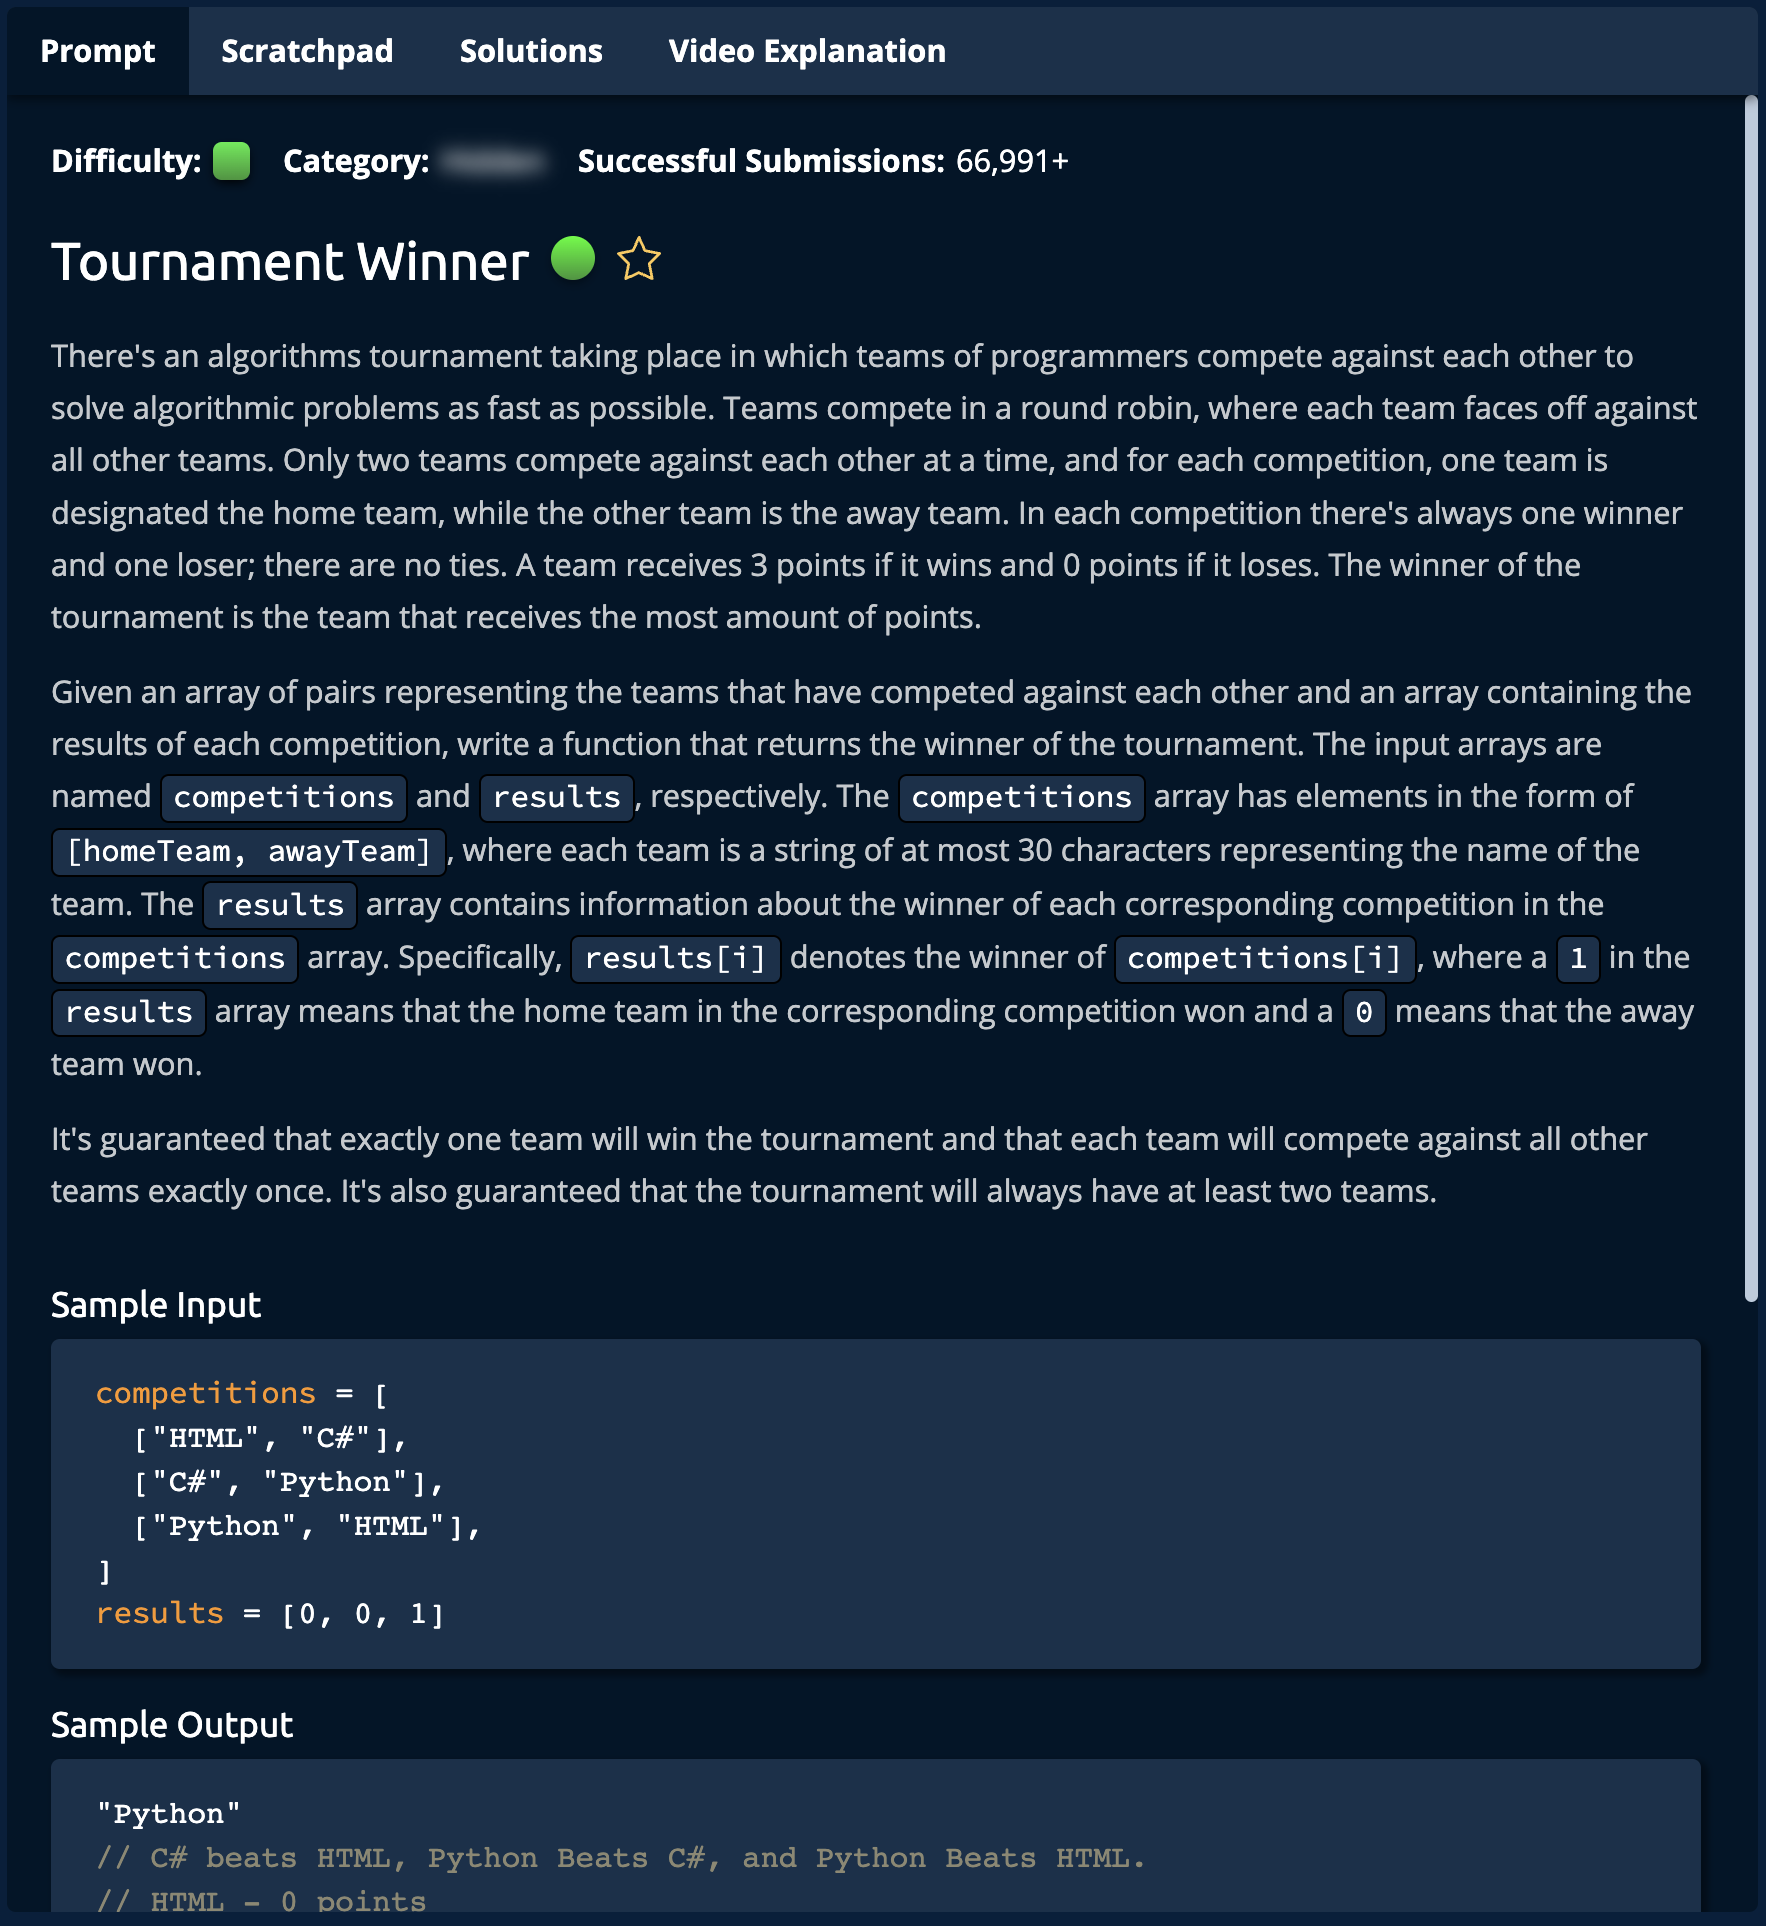 Prompt Scratchpad Solutions Video Explanation
Difficulty: Category: Successful Submissions: 66,991+
Tournament Winner
There's an algorithms tournament taking place in which teams of programmers compete against each other to
solve algorithmic problems as fast as possible. Teams compete in a round robin, where each team faces off against
all other teams. Only two teams compete against each other at a time, and for each competition, one team is
designated the home team, while the other team is the away team. In each competition there's always one winner
and one loser; there are no ties. A team receives 3 points if it wins and 0 points if it loses. The winner of the
tournament is the team that receives the most amount of points.
Given an array of pairs representing the teams that have competed against each other and an array containing the
results of each competition, write a function that returns the winner of the tournament. The input arrays are
named competitions and results, respectively. The competitions array has elements in the form of
[homeTeam, awayTeam], where each team is a string of at most 30 characters representing the name of the
team. The results array contains information about the winner of each corresponding competition in the
competitions array. Specifically, results[i] denotes the winner of competitions[i], where a 1 in the
results array means that the home team in the corresponding competition won and a 0 means that the away
team won.
It's guaranteed that exactly one team will win the tournament and that each team will compete against all other
teams exactly once. It's also guaranteed that the tournament will always have at least two teams.
Sample Input
competitions = [
  ["HTML", "C#"],
  ["C#", "Python"],
  ["Python", "HTML"],
]
results = [0, 0, 1]
Sample Output
"Python"
// C# beats HTML, Python Beats C#, and Python Beats HTML.
// HTML - 0 points